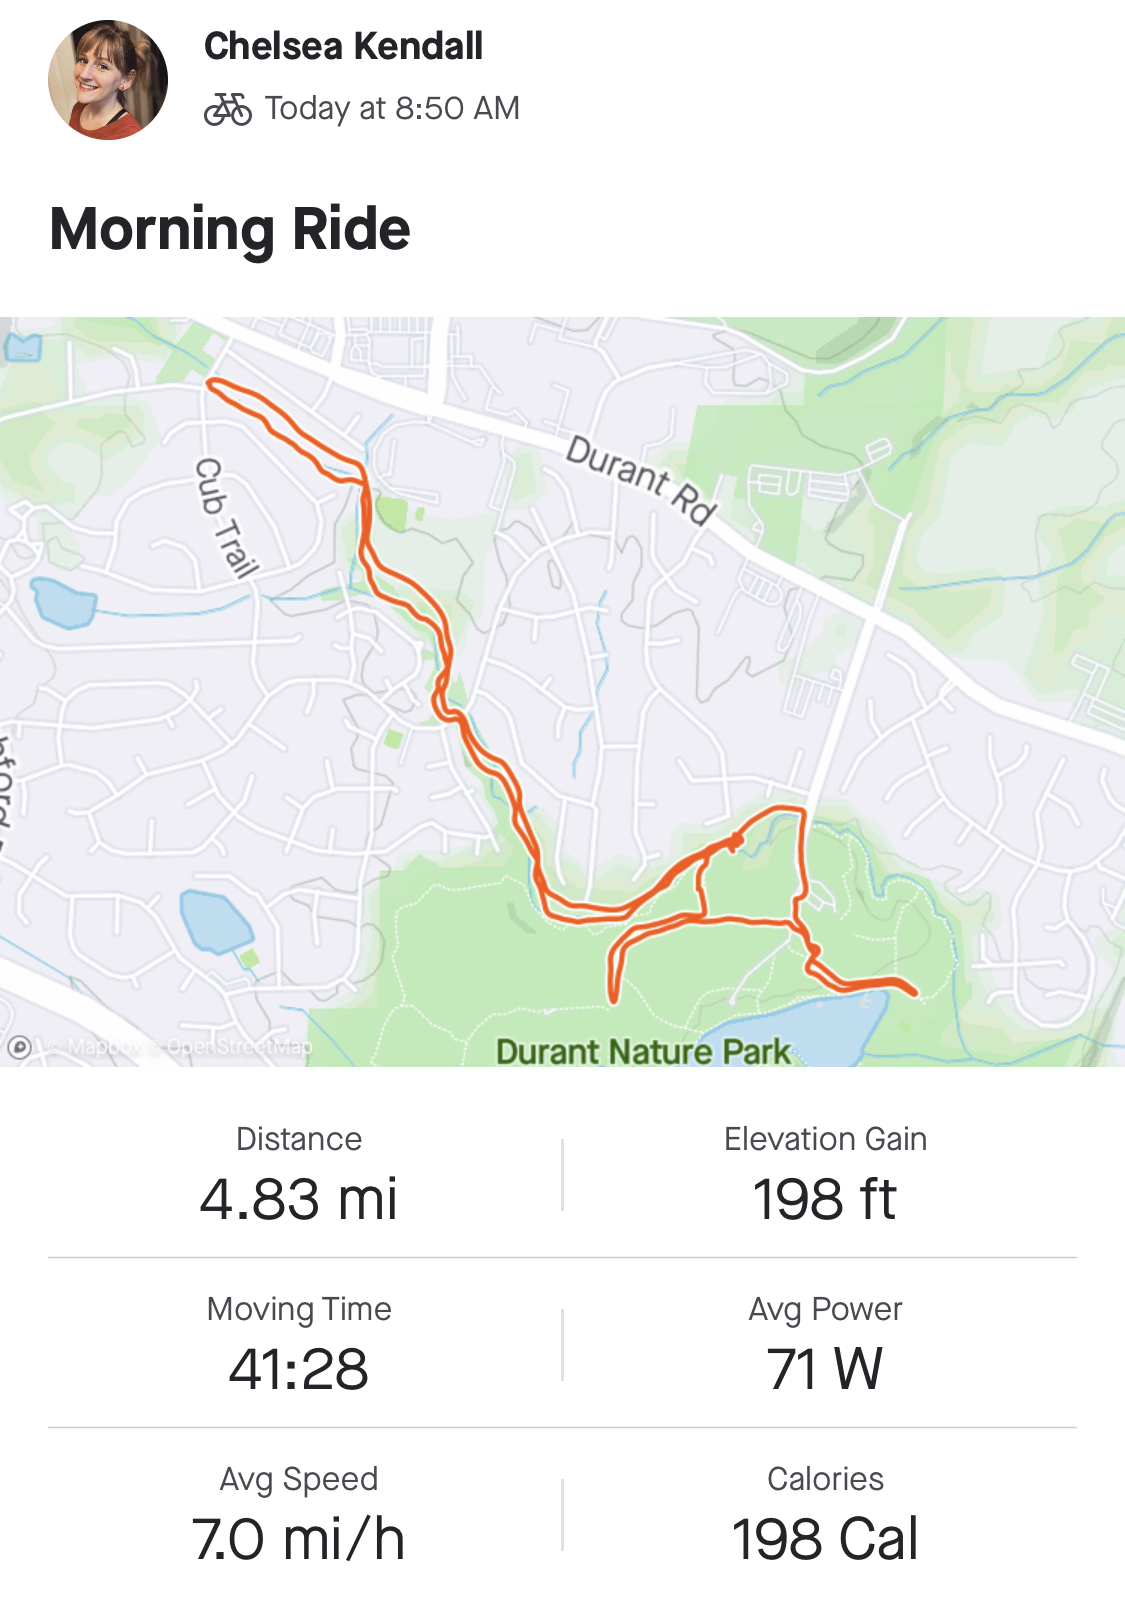 Chelsea Kendall
Today at 8:50 AM
Morning Ride
Durant Rd
Cub Trail
© Mapbox © OpenStreetMap
Durant Nature Park
Distance
4.83 mi
Elevation Gain
198 ft
Moving Time
41:28
Avg Power
71 W
Avg Speed
7.0 mi/h
Calories
198 Cal